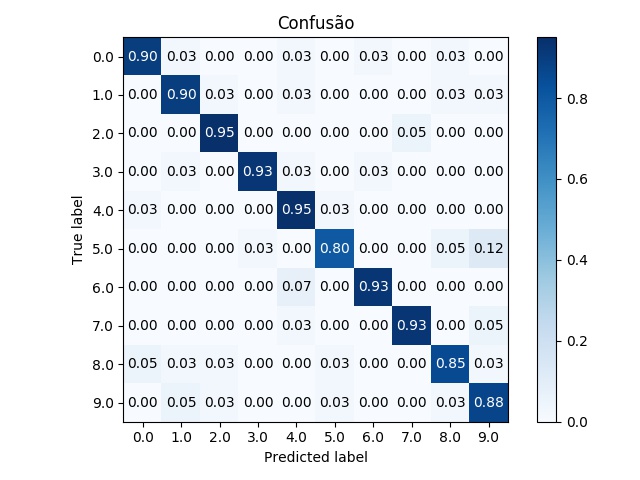 Confusão
True label
0.0 0.90 0.03 0.00 0.00 0.03 0.00 0.03 0.00 0.03 0.00
1.0 0.00 0.90 0.03 0.00 0.03 0.00 0.00 0.00 0.03 0.03
2.0 0.00 0.00 0.95 0.00 0.00 0.00 0.00 0.05 0.00 0.00
3.0 0.00 0.03 0.00 0.93 0.03 0.00 0.03 0.00 0.00 0.00
4.0 0.03 0.00 0.00 0.00 0.95 0.03 0.00 0.00 0.00 0.00
5.0 0.00 0.00 0.00 0.03 0.00 0.80 0.00 0.00 0.05 0.12
6.0 0.00 0.00 0.00 0.00 0.07 0.00 0.93 0.00 0.00 0.00
7.0 0.00 0.00 0.00 0.00 0.03 0.00 0.00 0.93 0.00 0.05
8.0 0.05 0.03 0.03 0.00 0.00 0.03 0.00 0.00 0.85 0.03
9.0 0.00 0.05 0.03 0.00 0.00 0.03 0.00 0.00 0.03 0.88
0.0 1.0 2.0 3.0 4.0 5.0 6.0 7.0 8.0 9.0
Predicted label
0.8
0.6
0.4
0.2
0.0